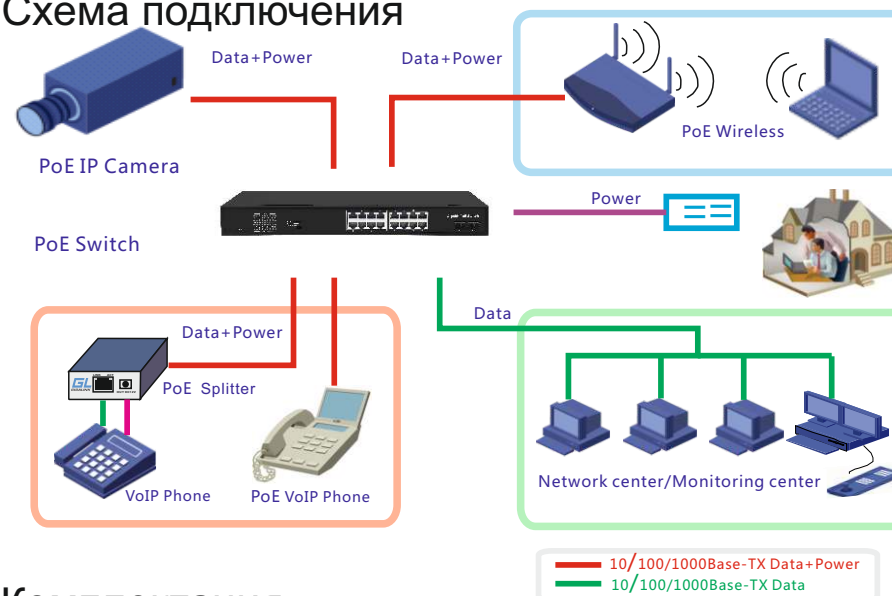 Схема подключения
Data+Power
Data+Power
PoE Wireless
PoE IP Camera
Power
PoE Switch
Data
Data+Power
GL
PoE Splitter
VoIP Phone
PoE VoIP Phone
Network center/Monitoring center
10/100/1000Base-TX Data+Power
10/100/1000Base-TX Data